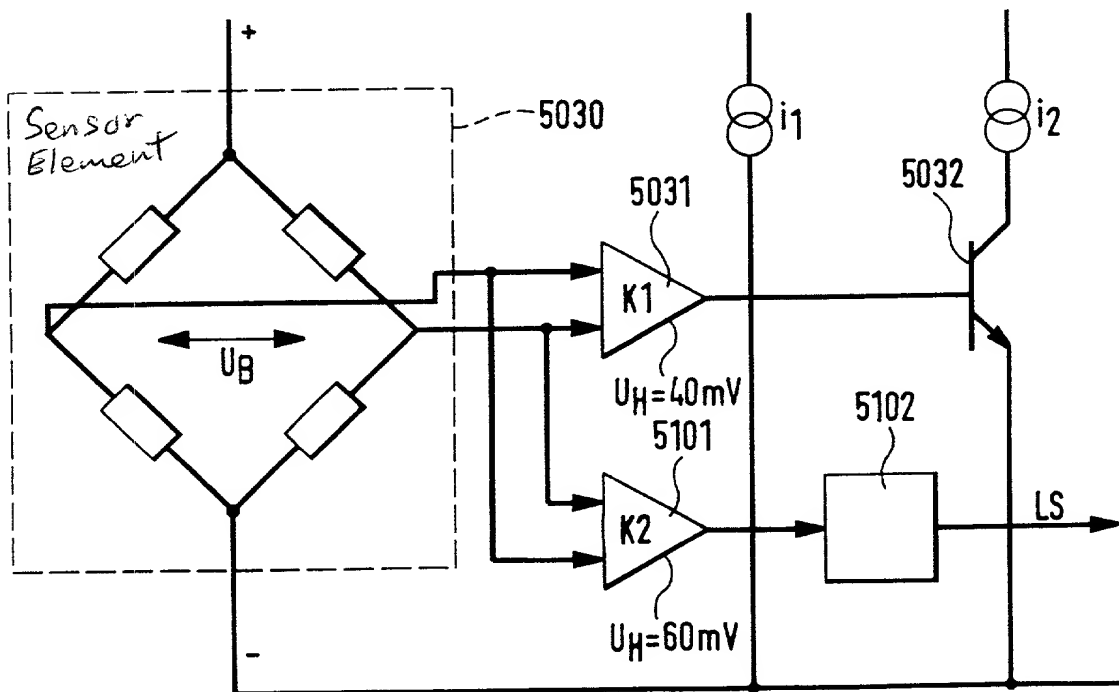 +
Sensor
Element
5030
i1
i2
5032
5031
K1
UB
UH=40mV
5101
5102
K2
LS
UH=60mV
-